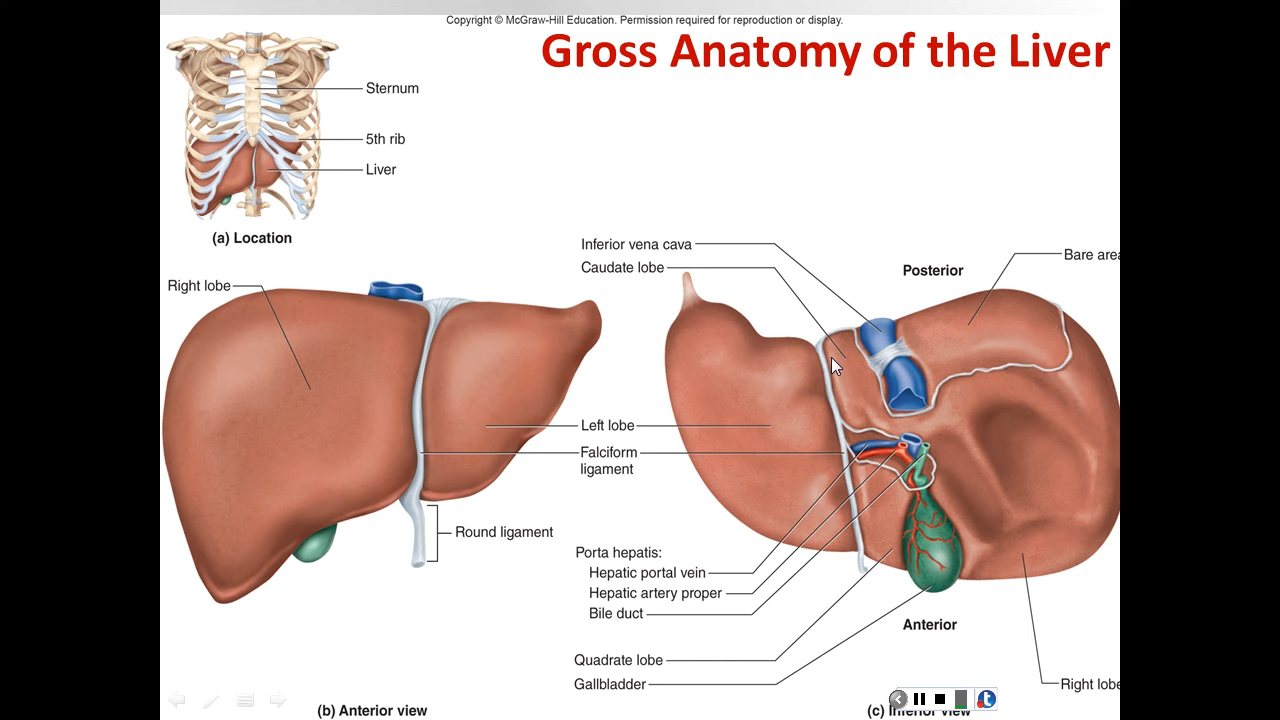 Copyright © McGraw-Hill Education. Permission required for reproduction or display.
Gross Anatomy of the Liver
Sternum
5th rib
Liver
(a) Location
Inferior vena cava
Caudate lobe
Posterior
Bare area
Right lobe
Left lobe
Falciform
ligament
Round ligament
Porta hepatis:
Hepatic portal vein
Hepatic artery proper
Bile duct
Anterior
Quadrate lobe
Gallbladder
Right lobe
(b) Anterior view
(c) Inferior view